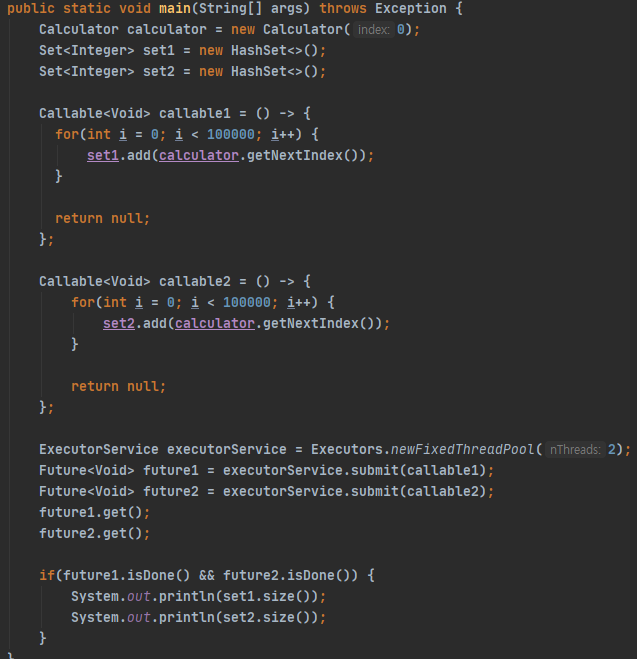 public static void main(String[] args) throws Exception {
    Calculator calculator = new Calculator( index: 0);
    Set<Integer> set1 = new HashSet<>();
    Set<Integer> set2 = new HashSet<>();

    Callable<Void> callable1 = () -> {
      for(int i = 0; i < 100000; i++) {
          set1.add(calculator.getNextIndex());
      }

      return null;
    };

    Callable<Void> callable2 = () -> {
        for(int i = 0; i < 100000; i++) {
            set2.add(calculator.getNextIndex());
        }

        return null;
    };

    ExecutorService executorService = Executors.newFixedThreadPool( nThreads: 2);
    Future<Void> future1 = executorService.submit(callable1);
    Future<Void> future2 = executorService.submit(callable2);
    future1.get();
    future2.get();

    if(future1.isDone() && future2.isDone()) {
        System.out.println(set1.size());
        System.out.println(set2.size());
    }
}